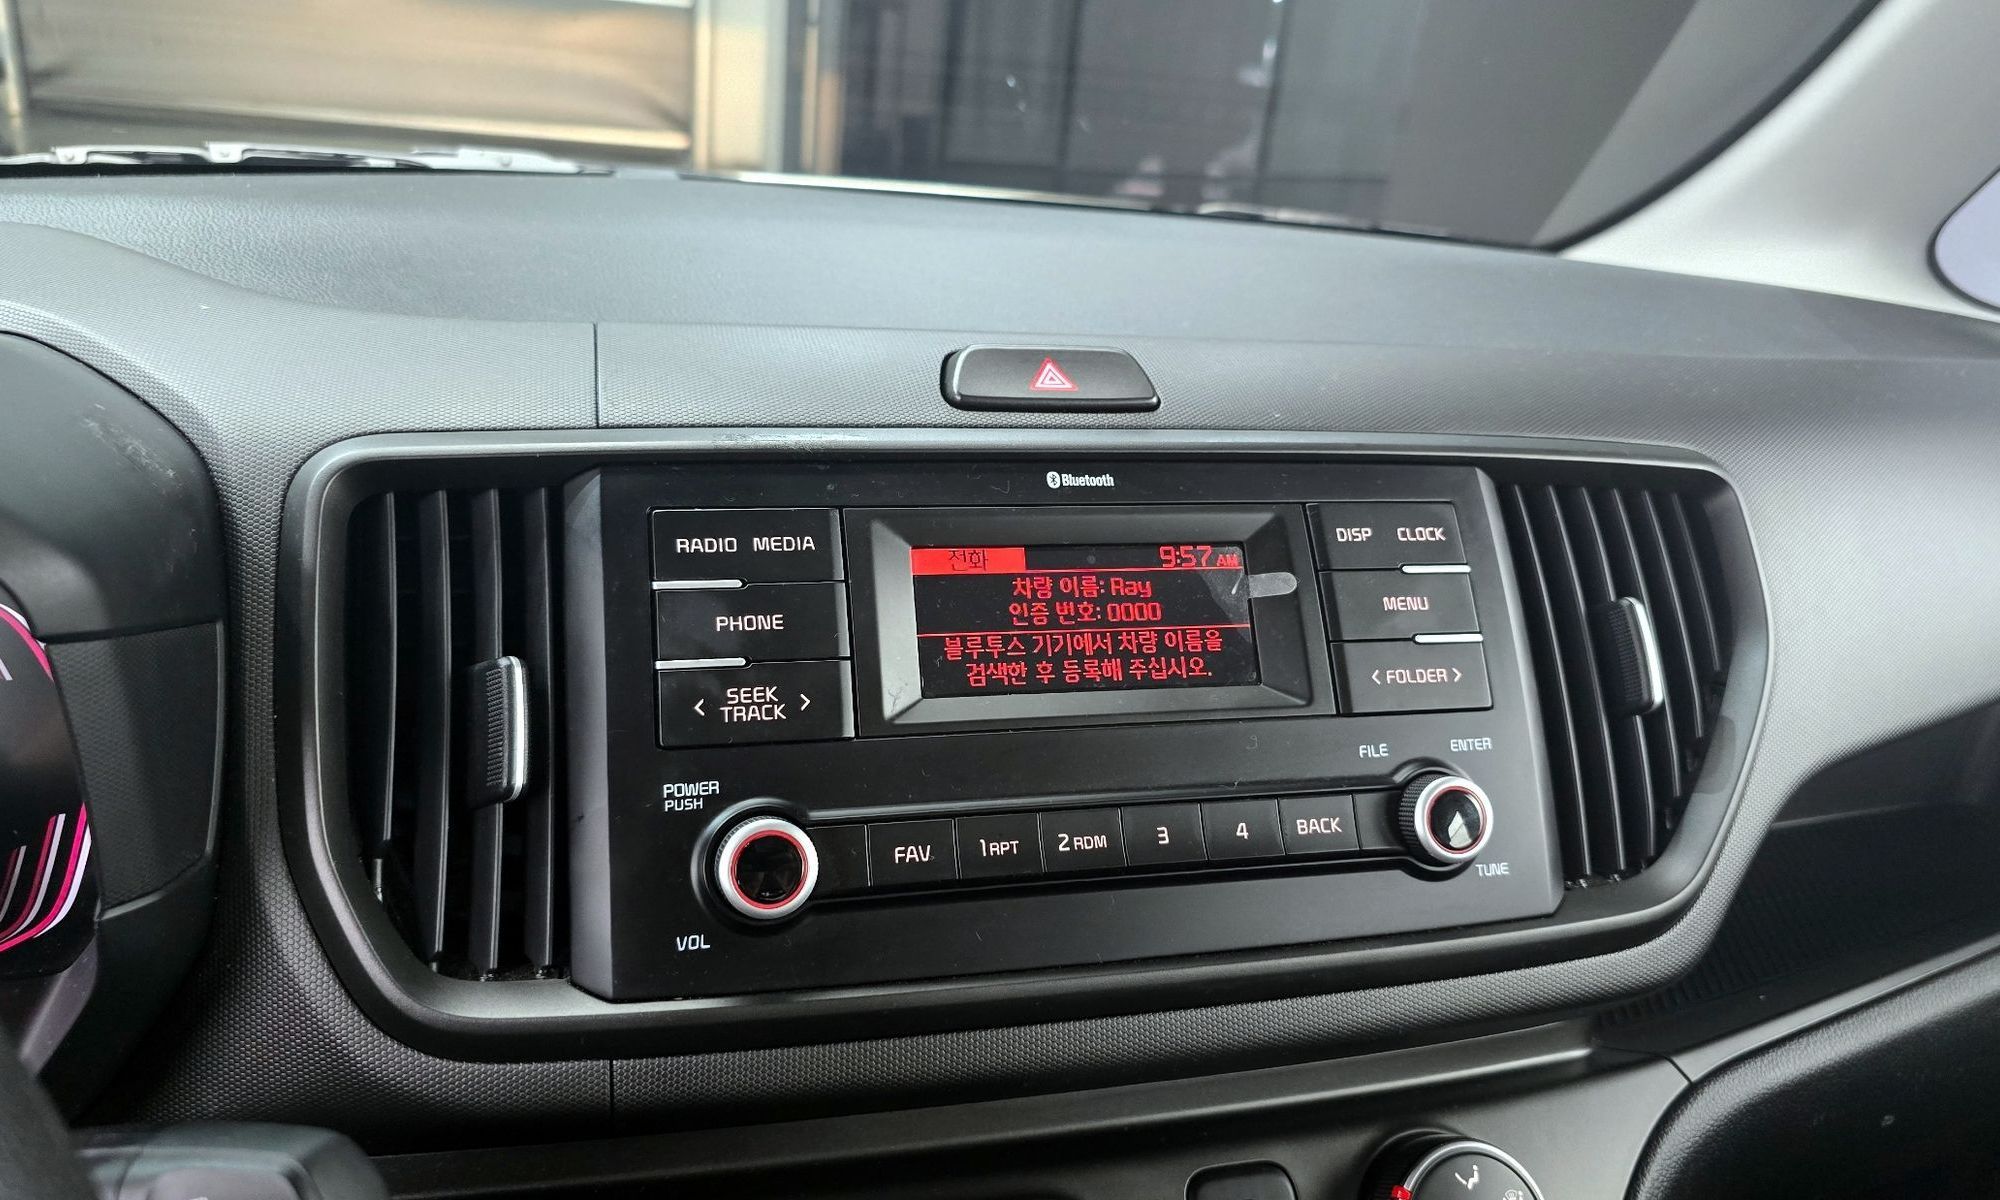 Bluetooth
RADIO MEDIA
PHONE
< SEEK TRACK >
전화 9:57 AM
차량 이름: Ray
인증 번호: 0000
블루투스 기기에서 차량 이름을
검색한 후 등록해 주십시오.
DISP CLOCK
MENU
< FOLDER >
POWER
PUSH
VOL
FAV 1 RPT 2 RDM 3 4 BACK
FILE
ENTER
TUNE